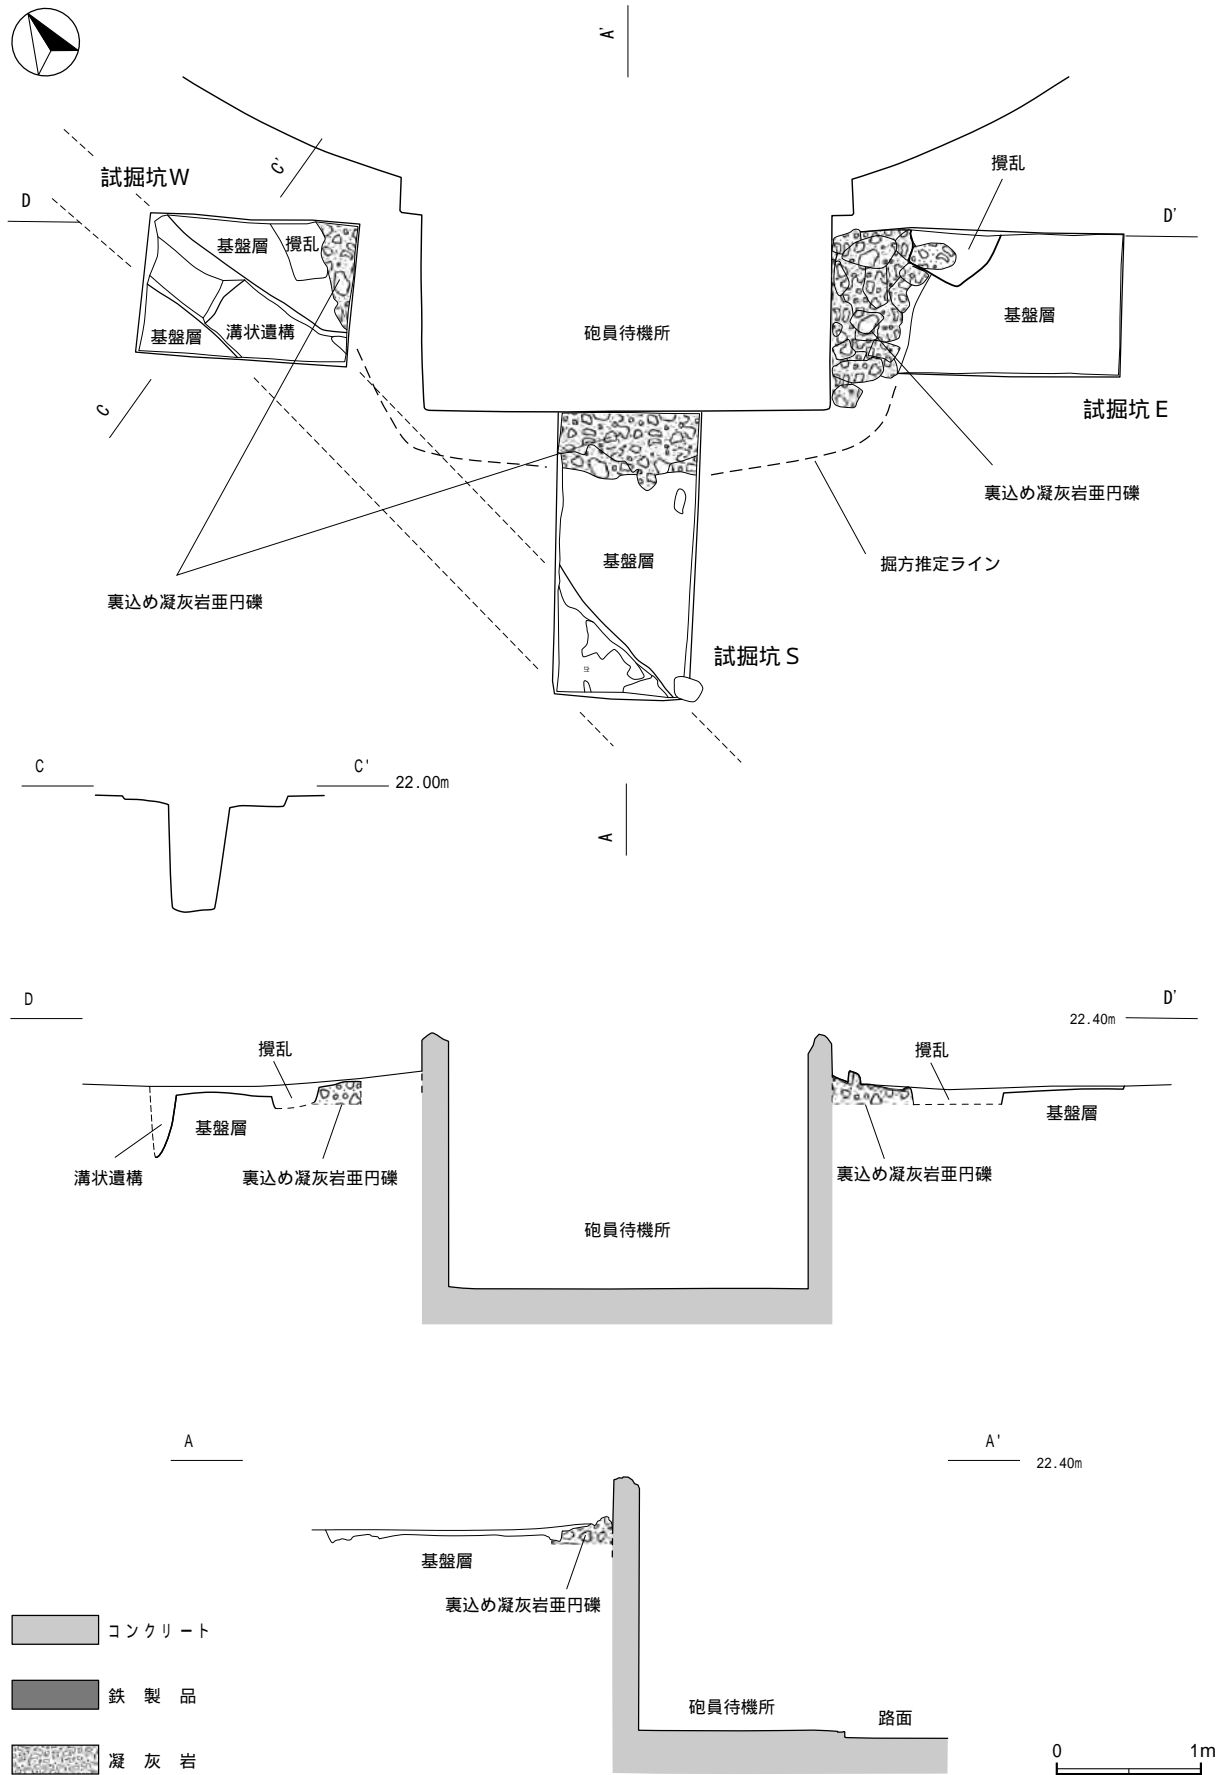 A'
攪乱
C'
試掘坑W
D
D'
基盤層
攪乱
基盤層
溝状遺構
砲員待機所
基盤層
C
試掘坑E
裏込め凝灰岩亜円礫
基盤層
掘方推定ライン
裏込め凝灰岩亜円礫
試掘坑S
C
C'
22.00m
A
D
D'
22.40m
攪乱
攪乱
基盤層
基盤層
溝状遺構
裏込め凝灰岩亜円礫
裏込め凝灰岩亜円礫
砲員待機所
A
A'
22.40m
基盤層
裏込め凝灰岩亜円礫
コンクリート
鉄製品
砲員待機所
路面
凝灰岩
0
1m